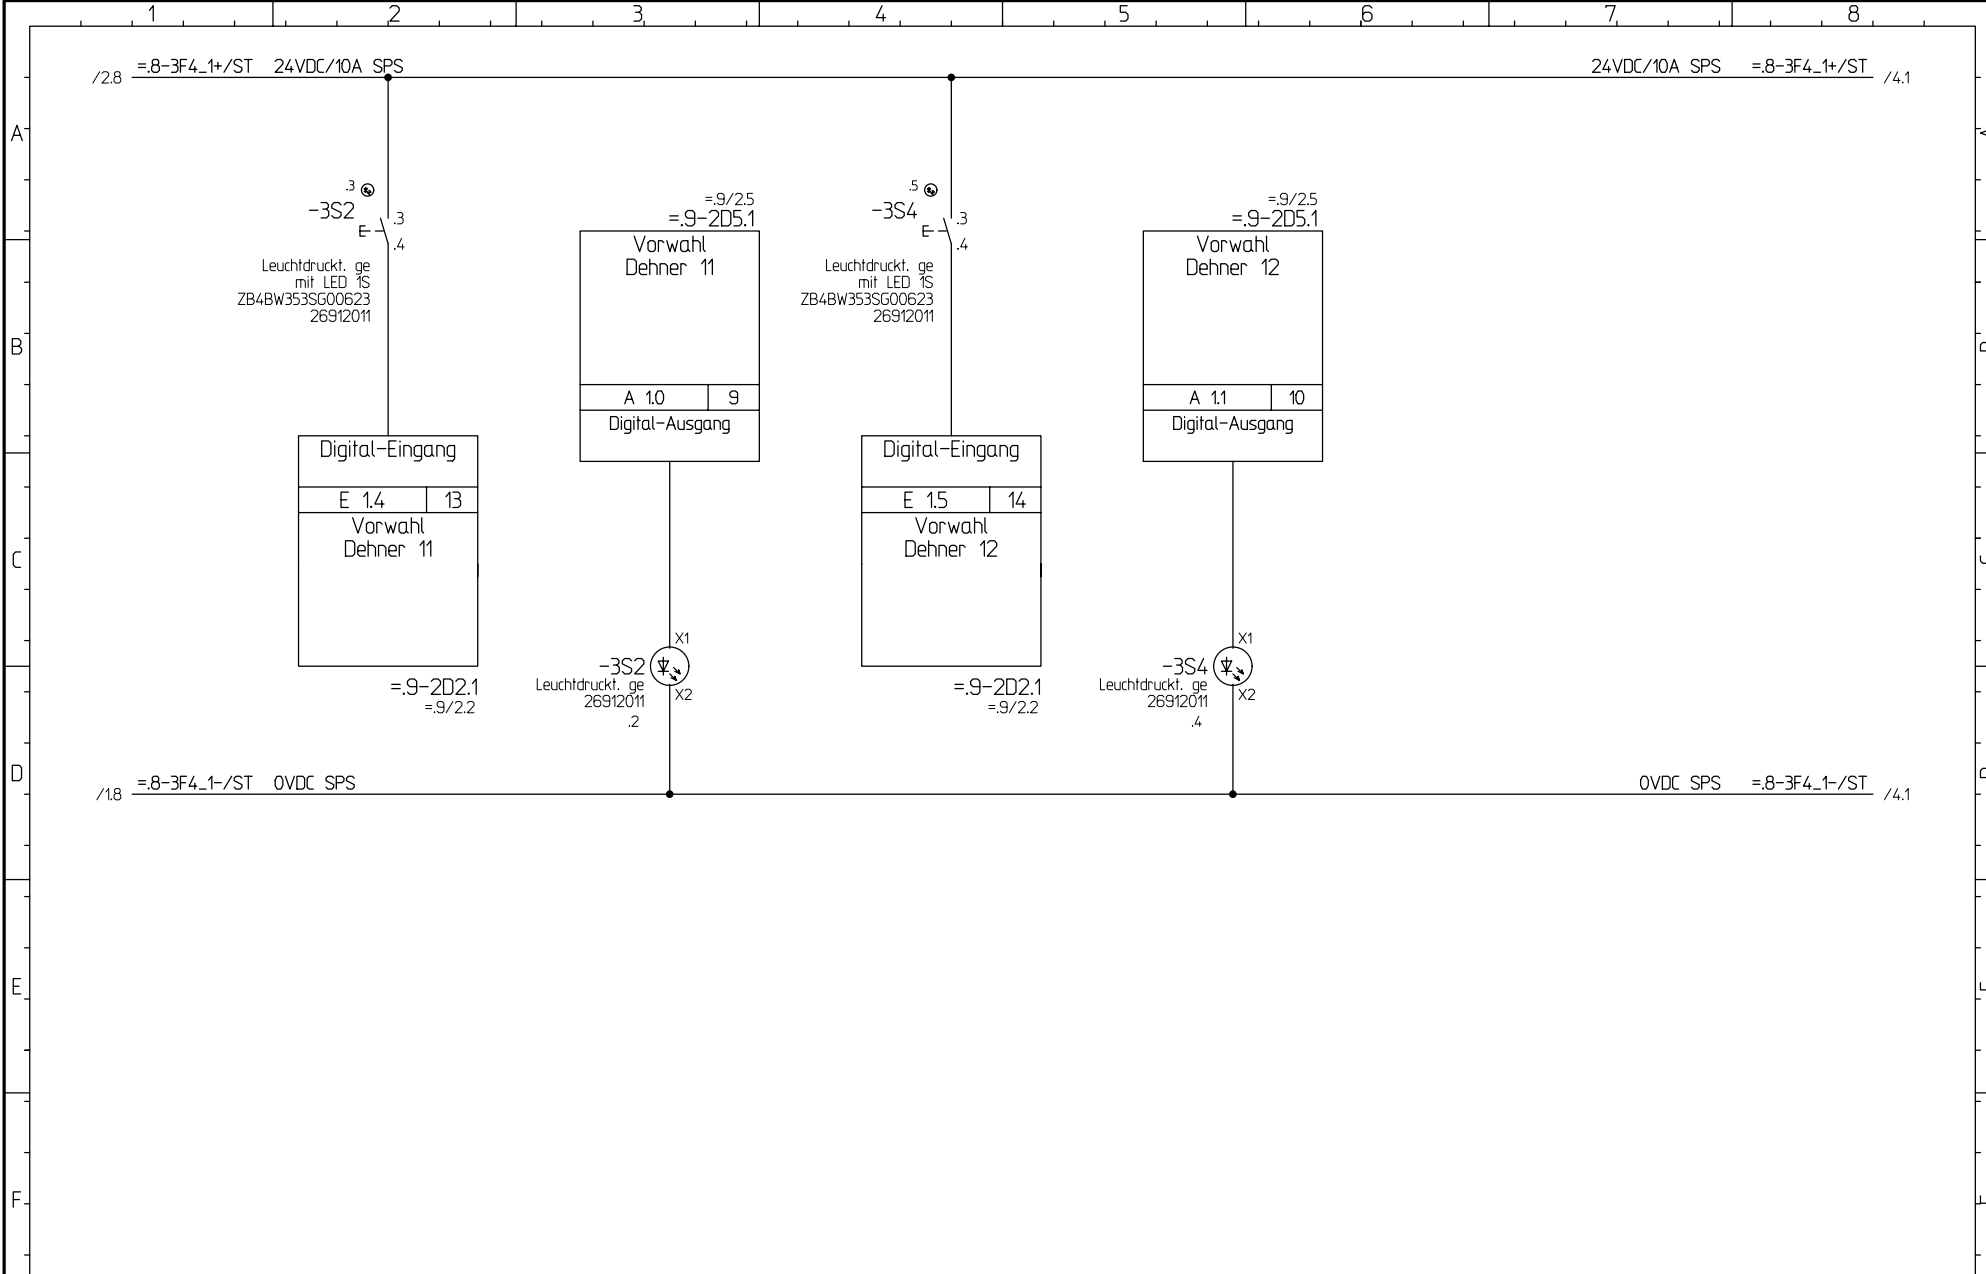 1 2 3 4 5 6 7 8
/2.8 =.8-3F4_1+/ST 24VDC/10A SPS 24VDC/10A SPS =.8-3F4_1+/ST /4.1
A
.3
-3S2
.3
.4
Leuchtdruckt. ge
mit LED 1S
ZB4BW353SG00623
26912011
=.9/2.5
=.9-2D5.1
Vorwahl
Dehner 11
A 1.0 9
Digital-Ausgang
.5
-3S4
.3
.4
Leuchtdruckt. ge
mit LED 1S
ZB4BW353SG00623
26912011
=.9/2.5
=.9-2D5.1
Vorwahl
Dehner 12
A 1.1 10
Digital-Ausgang
B
Digital-Eingang
E 1.4 13
Vorwahl
Dehner 11
=.9-2D2.1
=.9/2.2
X1
-3S2
Leuchtdruckt. ge
26912011
X2
.2
Digital-Eingang
E 1.5 14
Vorwahl
Dehner 12
=.9-2D2.1
=.9/2.2
X1
-3S4
Leuchtdruckt. ge
26912011
X2
.4
C
D
/1.8 =.8-3F4_1-/ST 0VDC SPS 0VDC SPS =.8-3F4_1-/ST /4.1
E
F